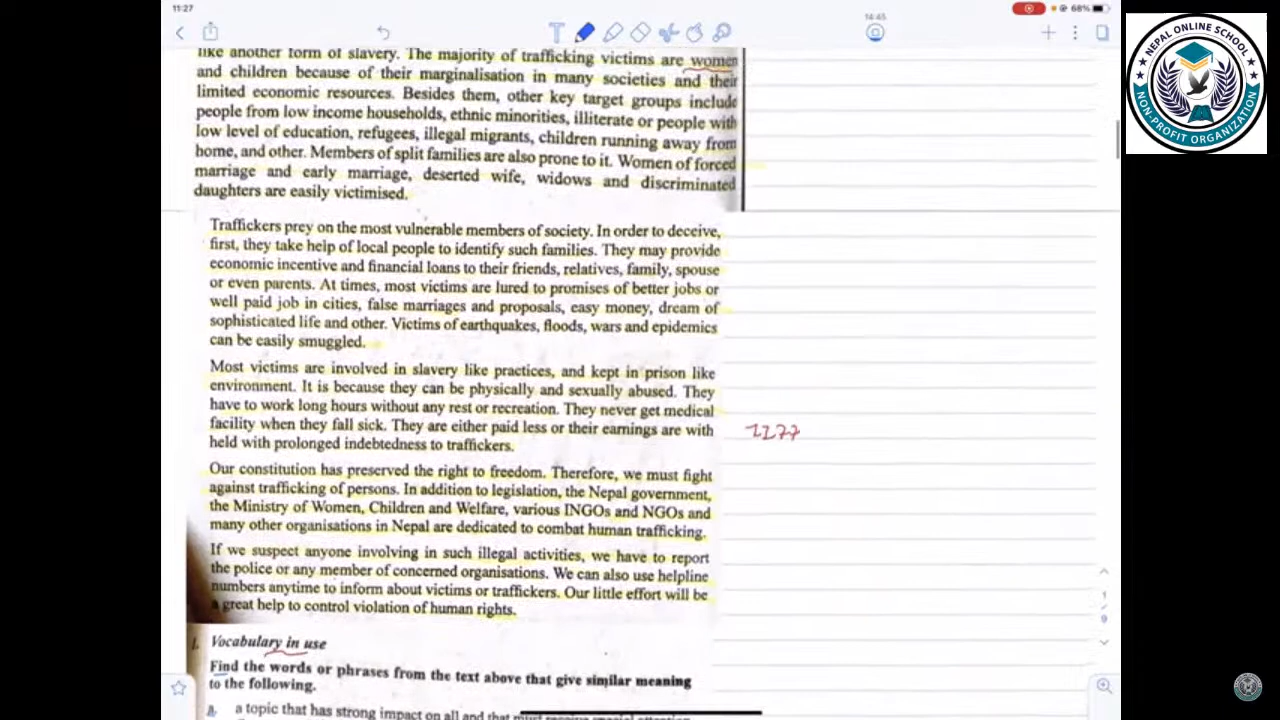 11:27
68%
14:45
like another form of slavery. The majority of trafficking victims are women
and children because of their marginalisation in many societies and their
limited economic resources. Besides them, other key target groups include
people from low income households, ethnic minorities, illiterate or people with
low level of education, refugees, illegal migrants, children running away from
home, and other. Members of split families are also prone to it. Women of forced
marriage and early marriage, deserted wife, widows and discriminated
daughters are easily victimised.
Traffickers prey on the most vulnerable members of society. In order to deceive,
first, they take help of local people to identify such families. They may provide
economic incentive and financial loans to their friends, relatives, family, spouse
or even parents. At times, most victims are lured to promises of better jobs or
well paid job in cities, false marriages and proposals, easy money, dream of
sophisticated life and other. Victims of earthquakes, floods, wars and epidemics
can be easily smuggled.
Most victims are involved in slavery like practices, and kept in prison like
environment. It is because they can be physically and sexually abused. They
have to work long hours without any rest or recreation. They never get medical
facility when they fall sick. They are either paid less or their earnings are with
held with prolonged indebtedness to traffickers.
Our constitution has preserved the right to freedom. Therefore, we must fight
against trafficking of persons. In addition to legislation, the Nepal government,
the Ministry of Women, Children and Welfare, various INGOs and NGOs and
many other organisations in Nepal are dedicated to combat human trafficking.
If we suspect anyone involving in such illegal activities, we have to report
the police or any member of concerned organisations. We can also use helpline
numbers anytime to inform about victims or traffickers. Our little effort will be
a great help to control violation of human rights.
1
9
I. Vocabulary in use
Find the words or phrases from the text above that give similar meaning
to the following.
a. a topic that has strong impact on all and that must
NEPAL ONLINE SCHOOL
NON-PROFIT ORGANIZATION